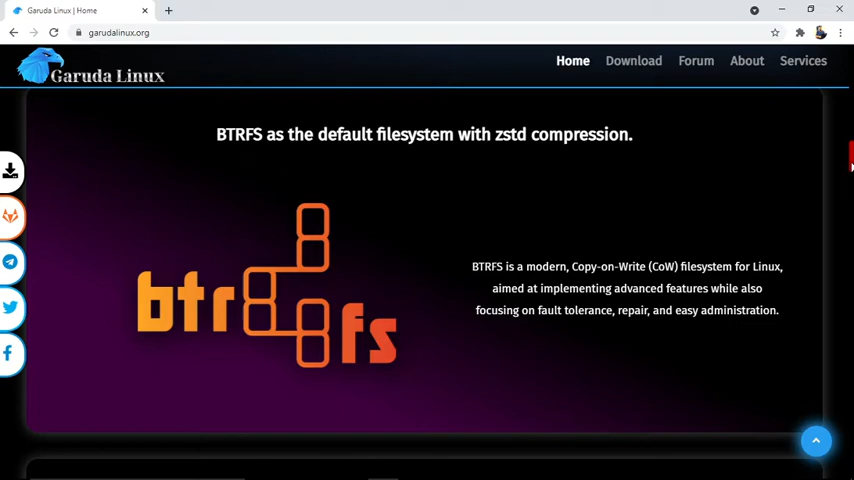 Garuda Linux | Home
garudalinux.org
Garuda Linux
Home Download Forum About Services
BTRFS as the default filesystem with zstd compression.
btrfs
BTRFS is a modern, Copy-on-Write (CoW) filesystem for Linux,
aimed at implementing advanced features while also
focusing on fault tolerance, repair, and easy administration.